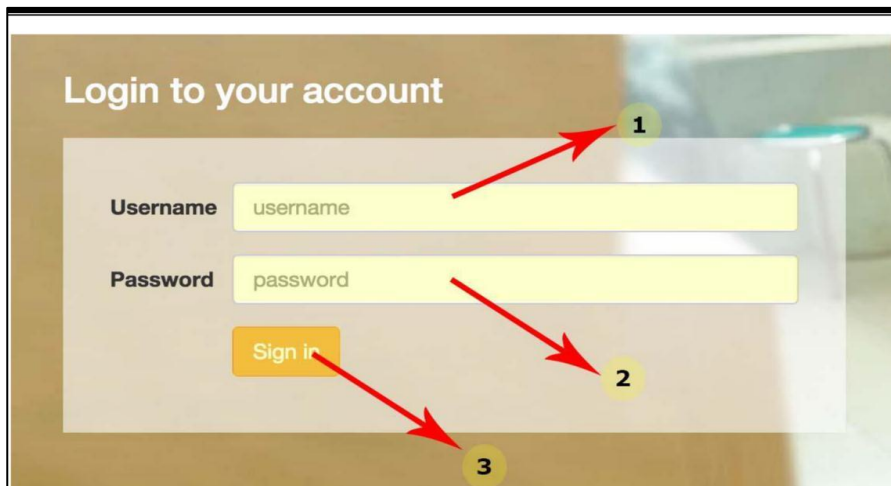 Login to your account
1
Username username
Password password
Sign in
2
3